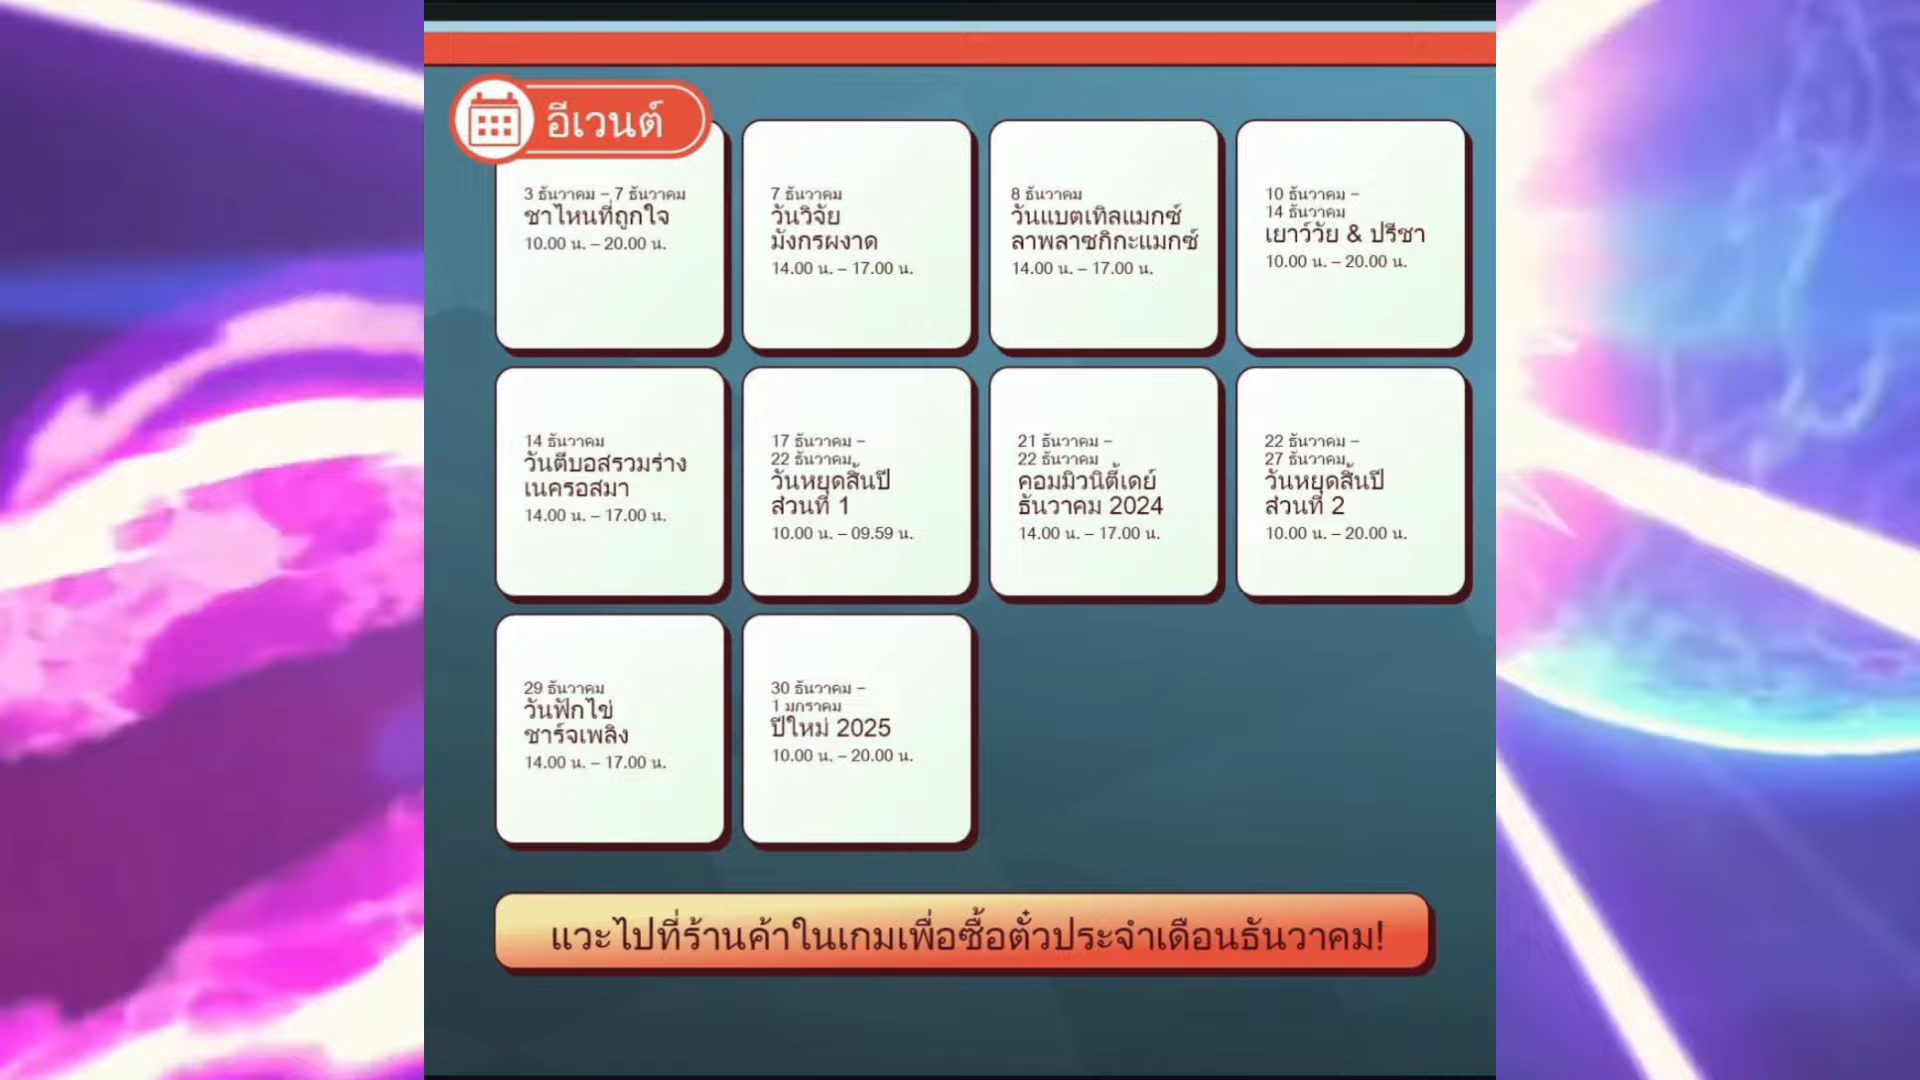 อีเวนต์
3 ธันวาคม – 7 ธันวาคม
ชาไหนที่ถูกใจ
10.00 น. – 20.00 น.
7 ธันวาคม
วันวิจัย
มังกรผงาด
14.00 น. – 17.00 น.
8 ธันวาคม
วันแบตเทิลแมกซ์
ลาพลาซกิกะแมกซ์
14.00 น. – 17.00 น.
10 ธันวาคม –
14 ธันวาคม
เยาว์วัย & ปรีชา
10.00 น. – 20.00 น.
14 ธันวาคม
วันตีบอสรวมร่าง
เนครอสมา
14.00 น. – 17.00 น.
17 ธันวาคม –
22 ธันวาคม
วันหยุดสิ้นปี
ส่วนที่ 1
10.00 น. – 09.59 น.
21 ธันวาคม –
22 ธันวาคม
คอมมิวนิตี้เดย์
ธันวาคม 2024
14.00 น. – 17.00 น.
22 ธันวาคม –
27 ธันวาคม
วันหยุดสิ้นปี
ส่วนที่ 2
10.00 น. – 20.00 น.
29 ธันวาคม
วันฟักไข่
ชาร์จเพลิง
14.00 น. – 17.00 น.
30 ธันวาคม –
1 มกราคม
ปีใหม่ 2025
10.00 น. – 20.00 น.
แวะไปที่ร้านค้าในเกมเพื่อซื้อตั๋วประจำเดือนธันวาคม!